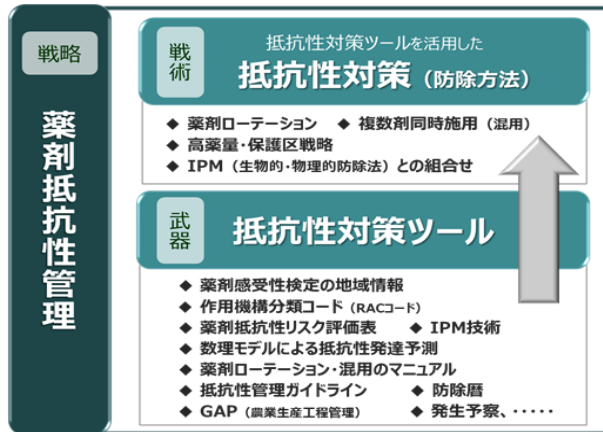 戦略
薬剤抵抗性管理
戦術
抵抗性対策ツールを活用した
抵抗性対策（防除方法）
◆ 薬剤ローテーション ◆ 複数剤同時施用（混用）
◆ 高薬量・保護区戦略
◆ IPM（生物的・物理的防除法）との組合せ
武器
抵抗性対策ツール
◆ 薬剤感受性検定の地域情報
◆ 作用機構分類コード（RACコード）
◆ 薬剤抵抗性リスク評価表 ◆ IPM技術
◆ 数理モデルによる抵抗性発達予測
◆ 薬剤ローテーション・混用のマニュアル
◆ 抵抗性管理ガイドライン ◆ 防除暦
◆ GAP（農業生産工程管理） ◆ 発生予察、‥‥‥